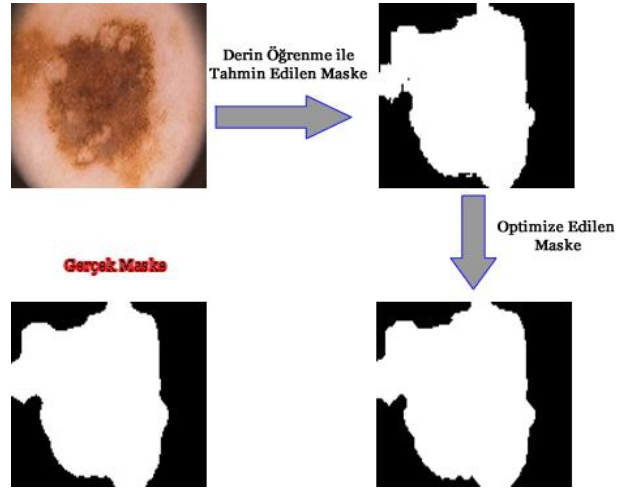 Derin Öğrenme ile
Tahmin Edilen Maske
Optimize Edilen
Maske
Gerçek Maske